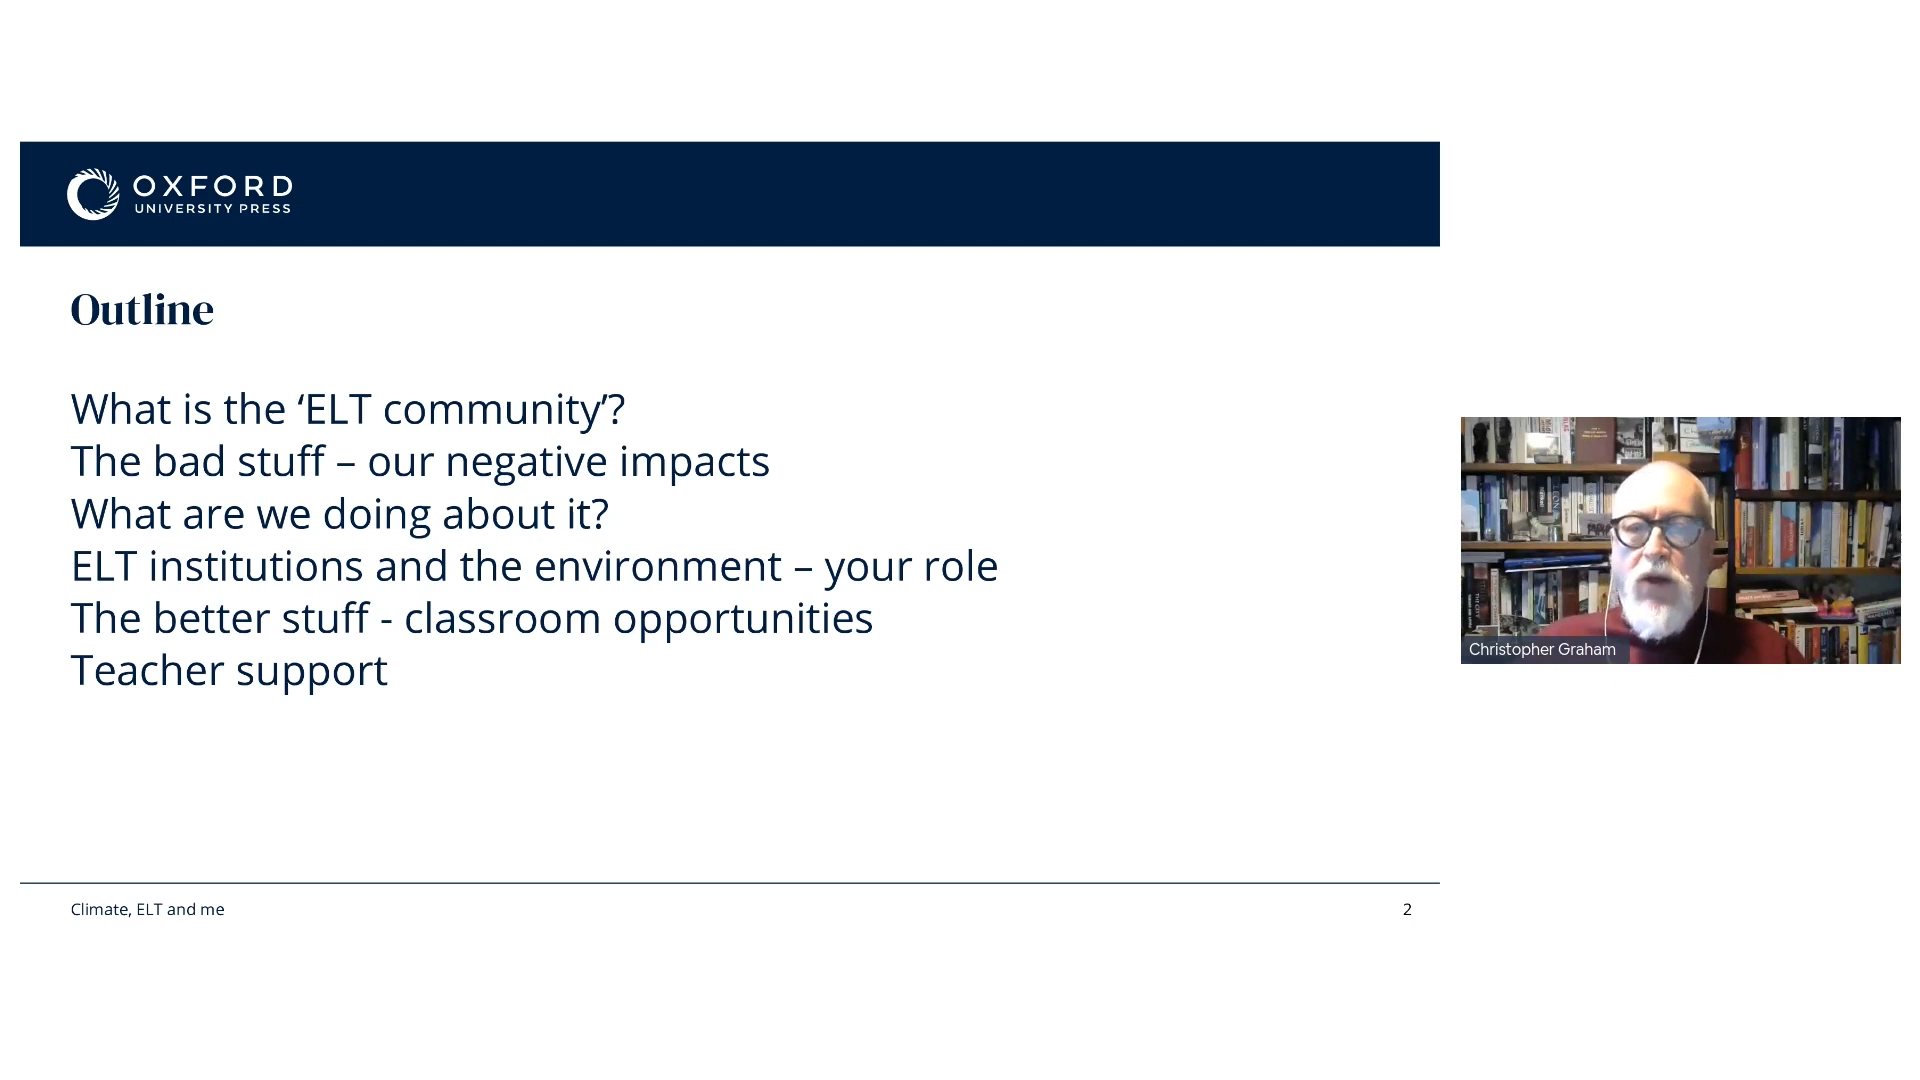 OXFORD
UNIVERSITY PRESS
Outline
What is the ‘ELT community’?
The bad stuff – our negative impacts
What are we doing about it?
ELT institutions and the environment – your role
The better stuff - classroom opportunities
Teacher support
Climate, ELT and me
2
Christopher Graham